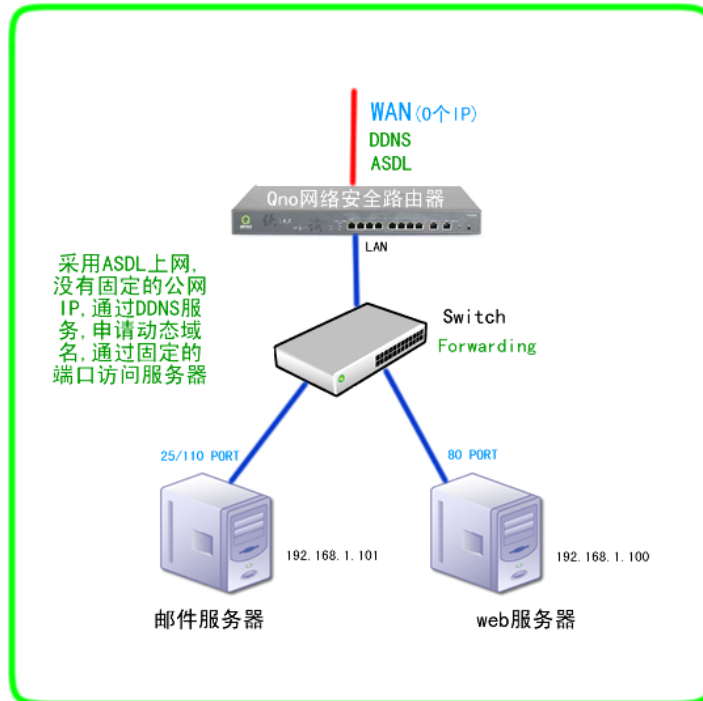 WAN(0个IP)
DDNS
ASDL
Qno网络安全路由器
LAN
采用ASDL上网,
没有固定的公网
IP,通过DDNS服
务,申请动态域
名,通过固定的
端口访问服务器
Switch
Forwarding
25/110 PORT
80 PORT
192.168.1.101
192.168.1.100
邮件服务器
web服务器